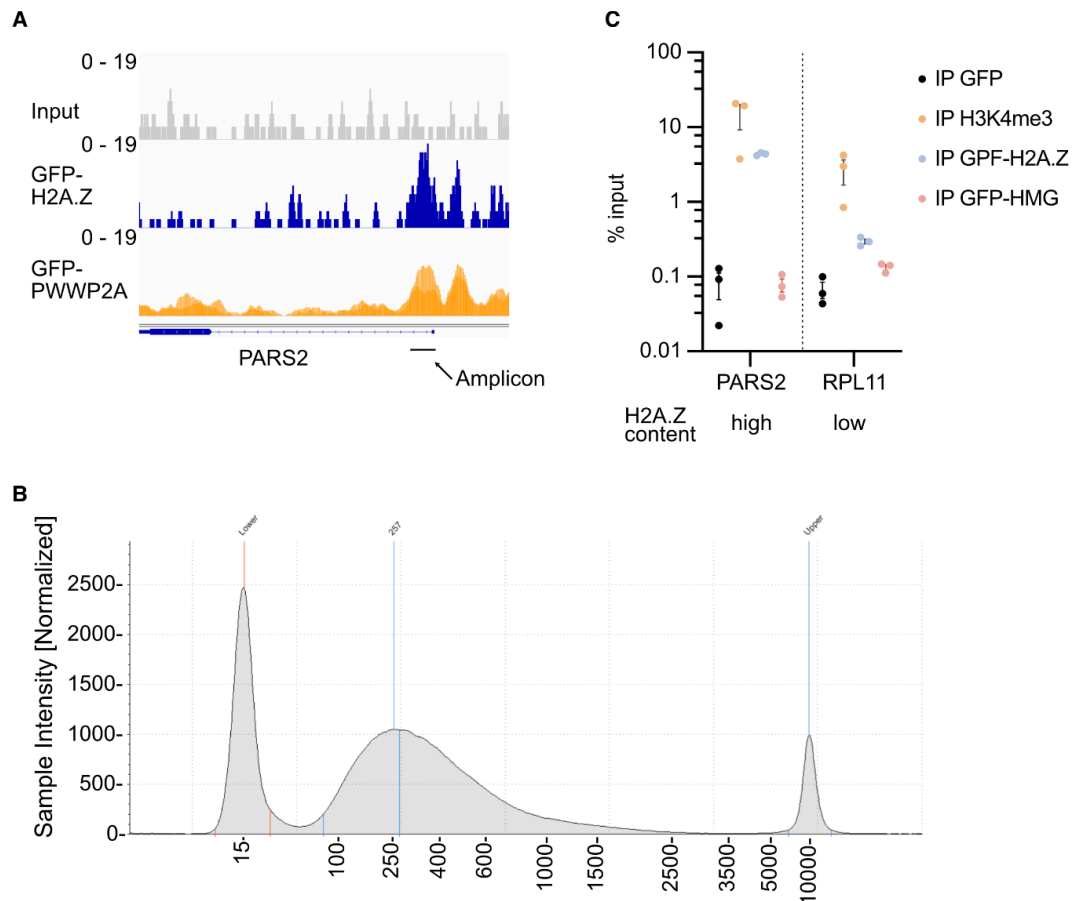 A
0 - 19
Input
0 - 19
GFP-
H2A.Z
0 - 19
GFP-
PWWP2A
PARS2
Amplicon
C
100
10
1
0.1
0.01
% input
PARS2
RPL11
H2A.Z
content
high
low
IP GFP
IP H3K4me3
IP GPF-H2A.Z
IP GFP-HMG
B
Sample Intensity [Normalized]
Lower
257
Upper
2500-
2000-
1500-
1000-
500-
0-
15-
100-
250-
400-
600-
1000-
1500-
2500-
3500-
5000-
10000-